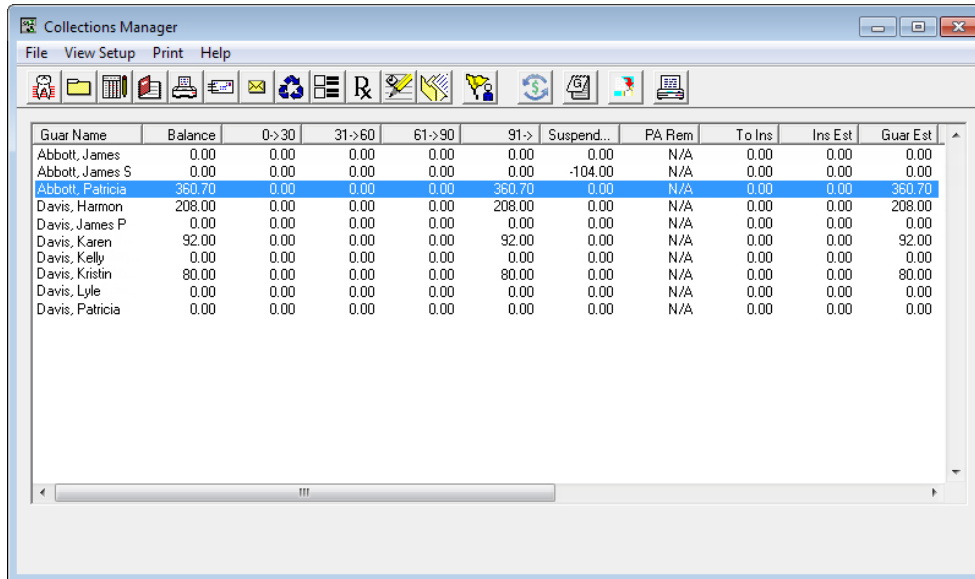 Collections Manager
File View Setup Print Help
Guar Name Balance 0->30 31->60 61->90 91-> Suspend... PA Rem To Ins Ins Est Guar Est
Abbott, James 0.00 0.00 0.00 0.00 0.00 0.00 N/A 0.00 0.00 0.00
Abbott, James S 0.00 0.00 0.00 0.00 0.00 -104.00 N/A 0.00 0.00 0.00
Abbott, Patricia 360.70 0.00 0.00 0.00 360.70 0.00 N/A 0.00 0.00 360.70
Davis, Harmon 208.00 0.00 0.00 0.00 208.00 0.00 N/A 0.00 0.00 208.00
Davis, James P 0.00 0.00 0.00 0.00 0.00 0.00 N/A 0.00 0.00 0.00
Davis, Karen 92.00 0.00 0.00 0.00 92.00 0.00 N/A 0.00 0.00 92.00
Davis, Kelly 0.00 0.00 0.00 0.00 0.00 0.00 N/A 0.00 0.00 0.00
Davis, Kristin 80.00 0.00 0.00 0.00 80.00 0.00 N/A 0.00 0.00 80.00
Davis, Lyle 0.00 0.00 0.00 0.00 0.00 0.00 N/A 0.00 0.00 0.00
Davis, Patricia 0.00 0.00 0.00 0.00 0.00 0.00 N/A 0.00 0.00 0.00